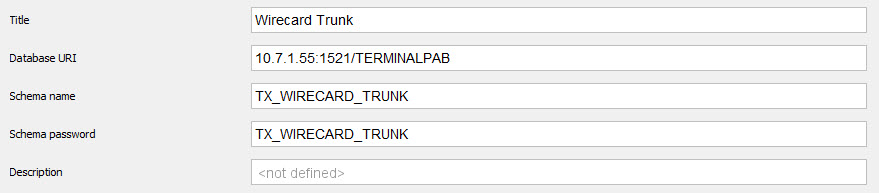 Title Wirecard Trunk
Database URI 10.7.1.55:1521/TERMINALPAB
Schema name TX_WIRECARD_TRUNK
Schema password TX_WIRECARD_TRUNK
Description <not defined>